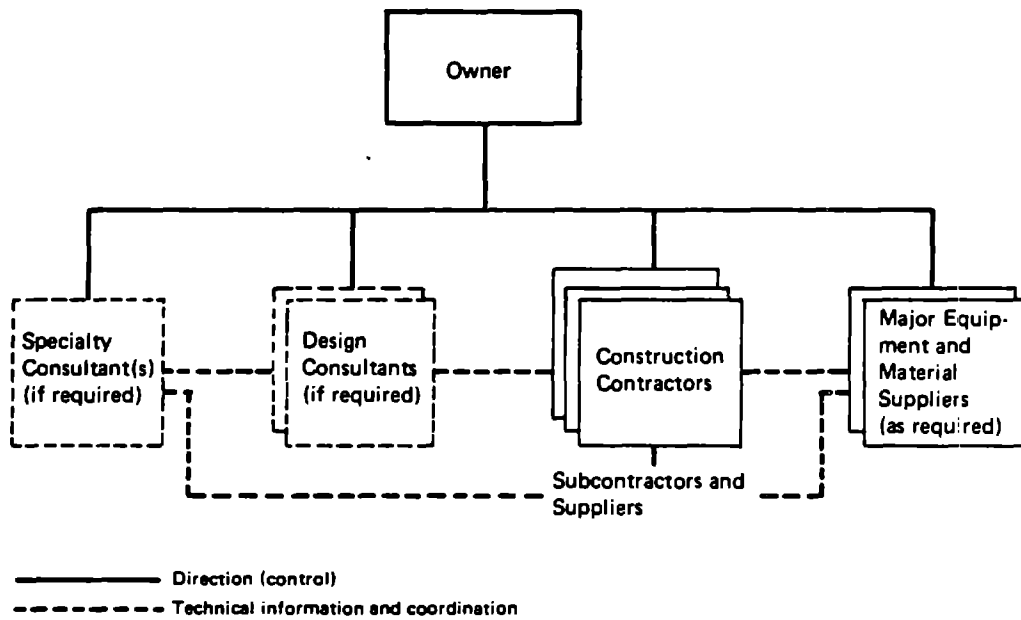 Owner
Specialty
Consultant(s)
(if required)
Design
Consultants
(if required)
Construction
Contractors
Major Equip-
ment and
Material
Suppliers
(as required)
Subcontractors and
Suppliers
Direction (control)
Technical information and coordination